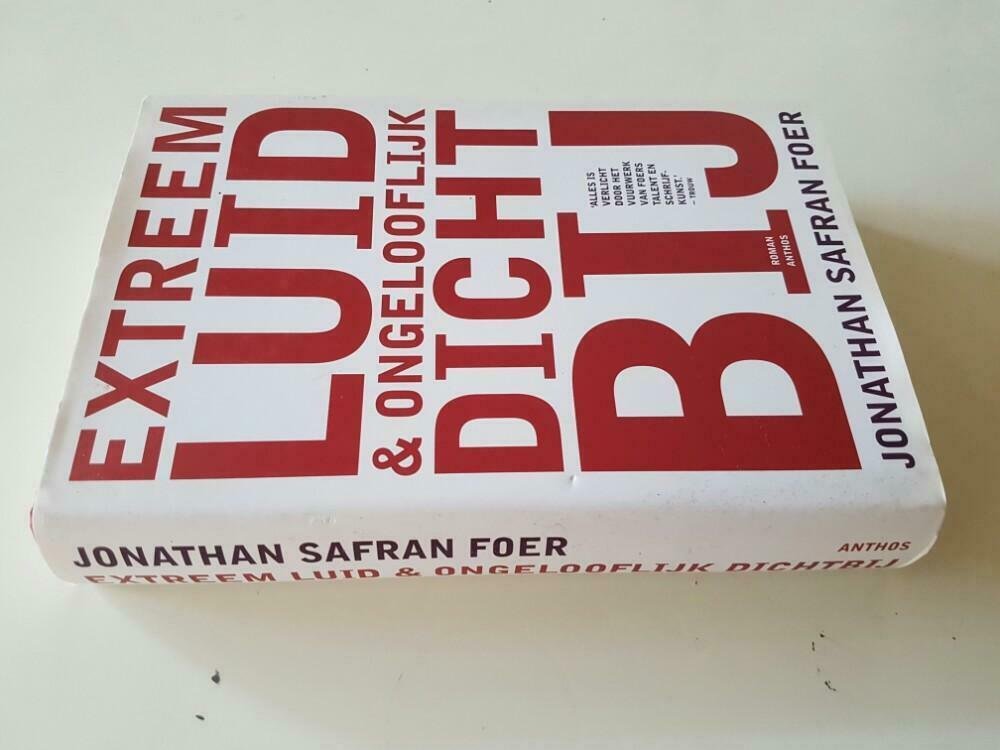 EXTREEM
LUID
& ONGELOOFLIJK
DICHT
BIJ
'ALLES IS
VERLICHT
DOOR HET
VUURWERK
VAN FOERS
TALENT EN
SCHRIJF-
KUNST.'
– TROUW
ROMAN
ANTHOS
JONATHAN SAFRAN FOER
JONATHAN SAFRAN FOER
ANTHOS
EXTREEM LUID & ONGELOOFLIJK DICHTBIJ